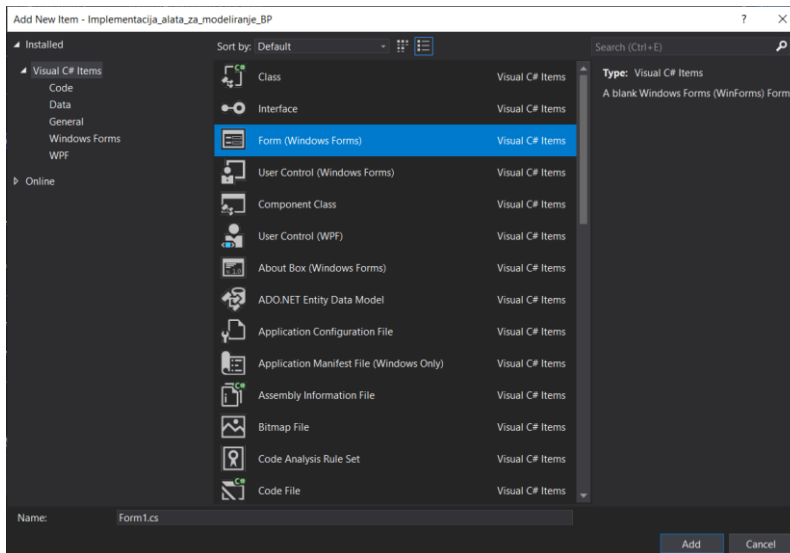 Add New Item - Implementacija_alata_za_modeliranje_BP
?
Installed
Visual C# Items
Code
Data
General
Windows Forms
WPF
Online
Sort by: Default
Class Visual C# Items
Interface Visual C# Items
Form (Windows Forms) Visual C# Items
User Control (Windows Forms) Visual C# Items
Component Class Visual C# Items
User Control (WPF) Visual C# Items
About Box (Windows Forms) Visual C# Items
ADO.NET Entity Data Model Visual C# Items
Application Configuration File Visual C# Items
Application Manifest File (Windows Only) Visual C# Items
Assembly Information File Visual C# Items
Bitmap File Visual C# Items
Code Analysis Rule Set Visual C# Items
Code File Visual C# Items
Search (Ctrl+E)
Type: Visual C# Items
A blank Windows Forms (WinForms) Form
Name: Form1.cs
Add Cancel